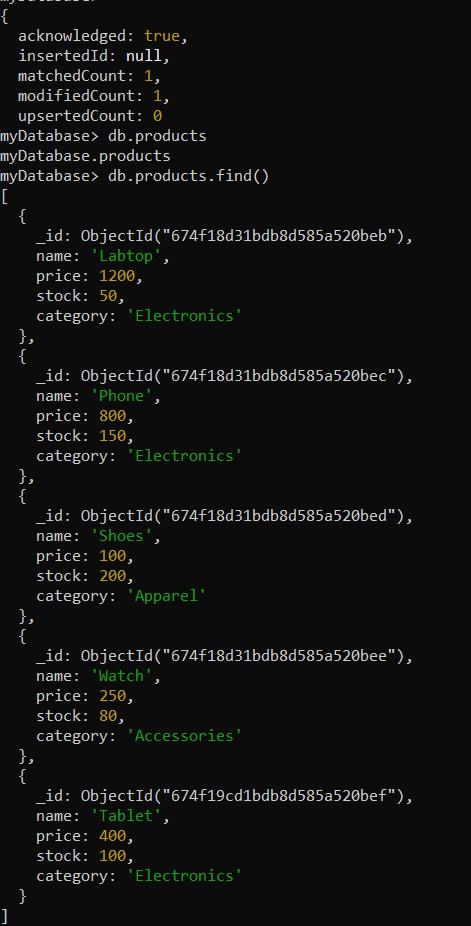 {
  acknowledged: true,
  insertedId: null,
  matchedCount: 1,
  modifiedCount: 1,
  upsertedCount: 0
myDatabase> db.products
myDatabase.products
myDatabase> db.products.find()
[
  {
    _id: ObjectId("674f18d31bdb8d585a520beb"),
    name: 'Labtop',
    price: 1200,
    stock: 50,
    category: 'Electronics'
  },
  {
    _id: ObjectId("674f18d31bdb8d585a520bec"),
    name: 'Phone',
    price: 800,
    stock: 150,
    category: 'Electronics'
  },
  {
    _id: ObjectId("674f18d31bdb8d585a520bed"),
    name: 'Shoes',
    price: 100,
    stock: 200,
    category: 'Apparel'
  },
  {
    _id: ObjectId("674f18d31bdb8d585a520bee"),
    name: 'Watch',
    price: 250,
    stock: 80,
    category: 'Accessories'
  },
  {
    _id: ObjectId("674f19cd1bdb8d585a520bef"),
    name: 'Tablet',
    price: 400,
    stock: 100,
    category: 'Electronics'
  }
]